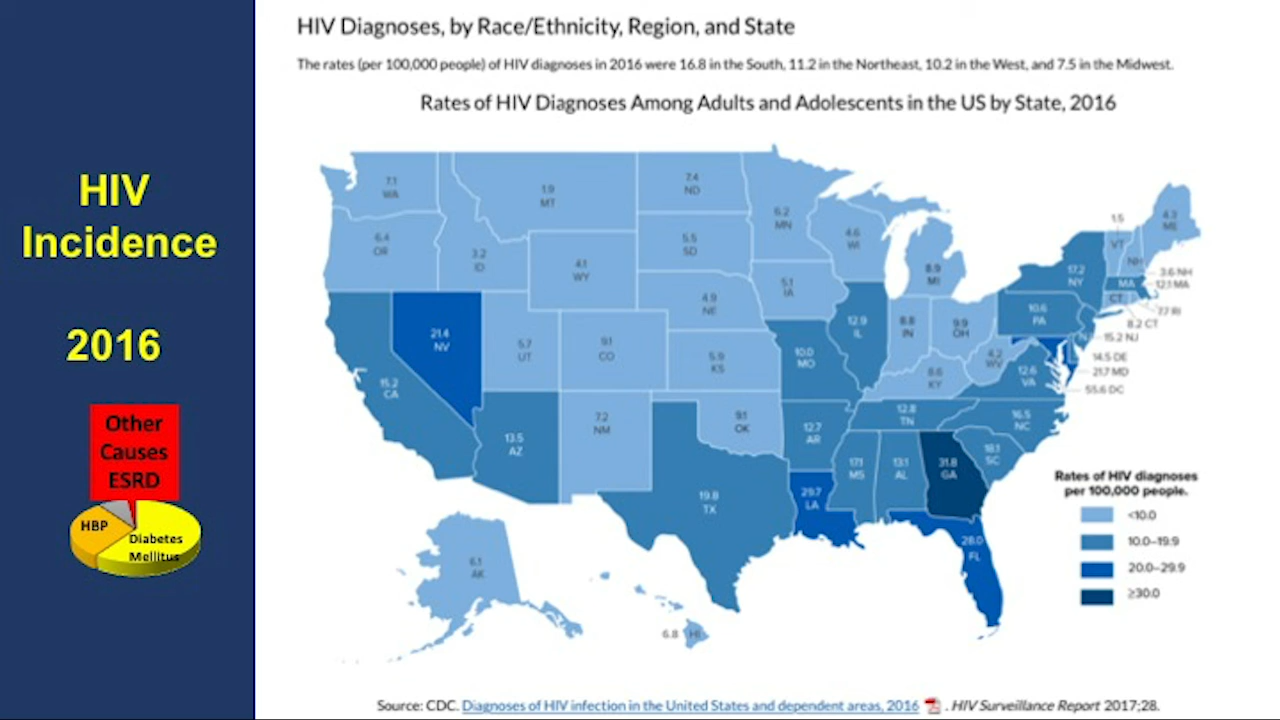 HIV
Incidence
2016
Other
Causes
ESRD
HBP
Diabetes
Mellitus
HIV Diagnoses, by Race/Ethnicity, Region, and State
The rates (per 100,000 people) of HIV diagnoses in 2016 were 16.8 in the South, 11.2 in the Northeast, 10.2 in the West, and 7.5 in the Midwest.
Rates of HIV Diagnoses Among Adults and Adolescents in the US by State, 2016
7.1
WA
1.9
MT
7.4
ND
6.2
MN
4.6
WI
8.9
MI
1.5
VT
NH
4.3
ME
6.4
OR
3.2
ID
4.1
WY
5.5
SD
5.1
IA
17.2
NY
3.6 NH
MA
12.1 MA
CT
7.7 RI
8.2 CT
NJ
15.2 NJ
14.5 DE
21.7 MD
55.6 DC
21.4
NV
5.7
UT
9.1
CO
4.9
NE
5.9
KS
10.0
MO
12.9
IL
8.8
IN
9.9
OH
10.6
PA
4.2
WV
12.6
VA
8.6
KY
15.2
CA
13.5
AZ
7.2
NM
9.1
OK
12.7
AR
12.8
TN
16.5
NC
18.1
SC
17.1
MS
13.1
AL
31.8
GA
19.8
TX
29.7
LA
28.0
FL
6.1
AK
6.8 HI
Rates of HIV diagnoses
per 100,000 people.
<10.0
10.0–19.9
20.0–29.9
≥30.0
Source: CDC. Diagnoses of HIV infection in the United States and dependent areas, 2016 . HIV Surveillance Report 2017;28.